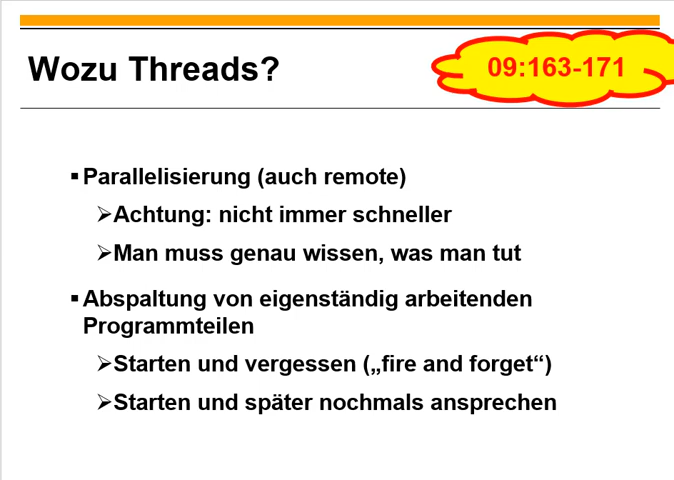 Wozu Threads?
09:163-171
▪ Parallelisierung (auch remote)
➢ Achtung: nicht immer schneller
➢ Man muss genau wissen, was man tut
▪ Abspaltung von eigenständig arbeitenden
Programmteilen
➢ Starten und vergessen („fire and forget“)
➢ Starten und später nochmals ansprechen